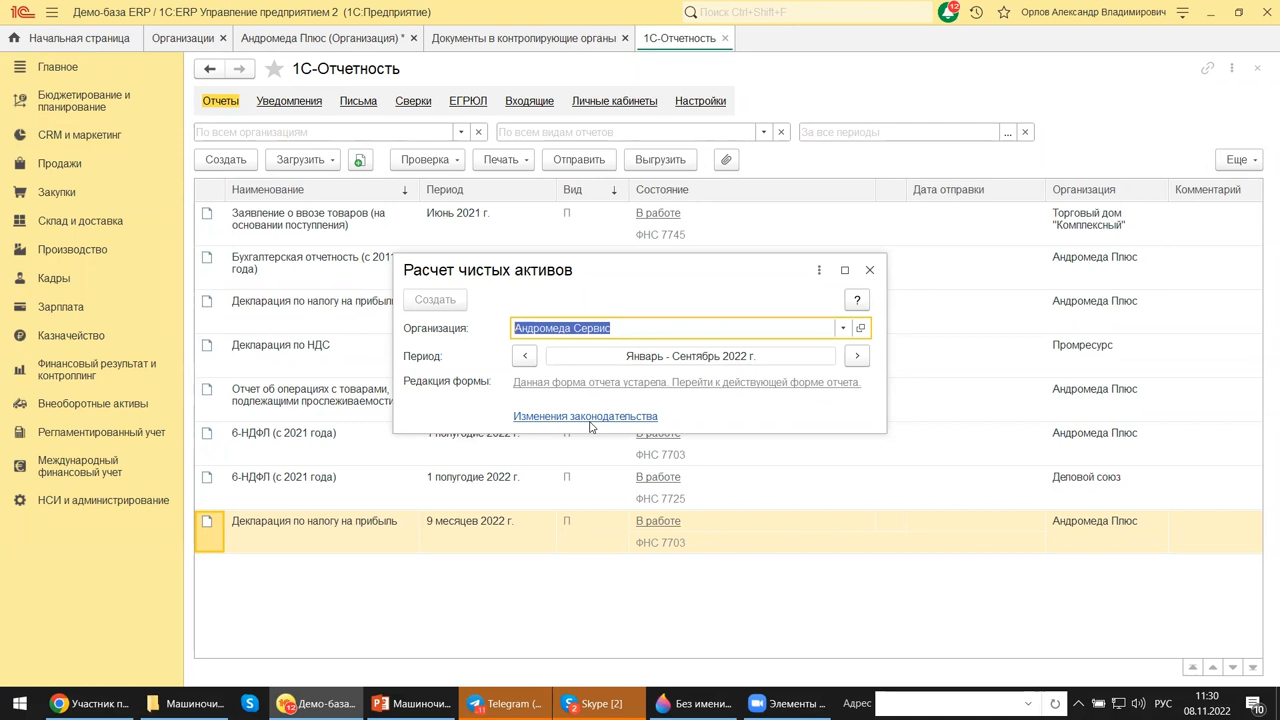 Демо-база ERP / 1С:ERP Управление предприятием 2 (1С:Предприятие)
Поиск Ctrl+Shift+F
12
Орлов Александр Владимирович
Начальная страница
Организации
Андромеда Плюс (Организация) *
Документы в контролирующие органы
1С-Отчетность
Главное
Бюджетирование и
планирование
CRM и маркетинг
Продажи
Закупки
Склад и доставка
Производство
Кадры
Зарплата
Казначейство
Финансовый результат и
контроллинг
Внеоборотные активы
Регламентированный учет
Международный
финансовый учет
НСИ и администрирование
1С-Отчетность
Отчеты
Уведомления
Письма
Сверки
ЕГРЮЛ
Входящие
Личные кабинеты
Настройки
По всем организациям
По всем видам отчетов
За все периоды
...
Создать
Загрузить
Проверка
Печать
Отправить
Выгрузить
Еще
Наименование
Период
Вид
Состояние
Дата отправки
Организация
Комментарий
Заявление о ввозе товаров (на
основании поступления)
Июнь 2021 г.
П
В работе
ФНС 7745
Торговый дом
"Комплексный"
Бухгалтерская отчетность (с 2011
года)
Андромеда Плюс
Декларация по налогу на прибыль
Андромеда Плюс
Декларация по НДС
Промресурс
Отчет об операциях с товарами,
подлежащими прослеживаемости
Андромеда Плюс
6-НДФЛ (с 2021 года)
1 полугодие 2022 г.
П
В работе
ФНС 7703
Андромеда Плюс
6-НДФЛ (с 2021 года)
1 полугодие 2022 г.
П
В работе
ФНС 7725
Деловой союз
Декларация по налогу на прибыль
9 месяцев 2022 г.
П
В работе
ФНС 7703
Андромеда Плюс
Расчет чистых активов
Создать
?
Организация:
Андромеда Сервис
Период:
Январь - Сентябрь 2022 г.
Редакция формы:
Данная форма отчета устарела. Перейти к действующей форме отчета.
Изменения законодательства
Участник п...
Машиночи...
Демо-база...
Машиночи...
Telegram (...
Skype [2]
Без имени...
Элементы ...
Адрес
РУС
11:30
08.11.2022